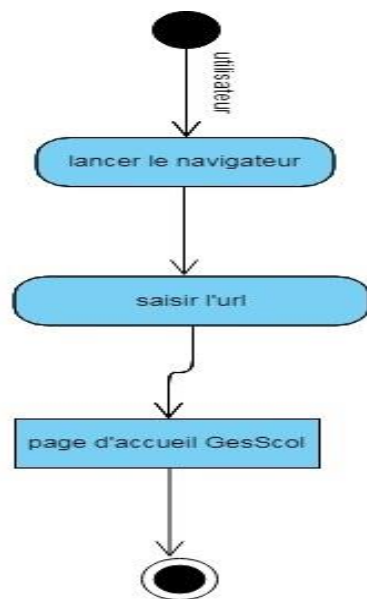 utilisateur
lancer le navigateur
saisir l'url
page d'accueil GesScol